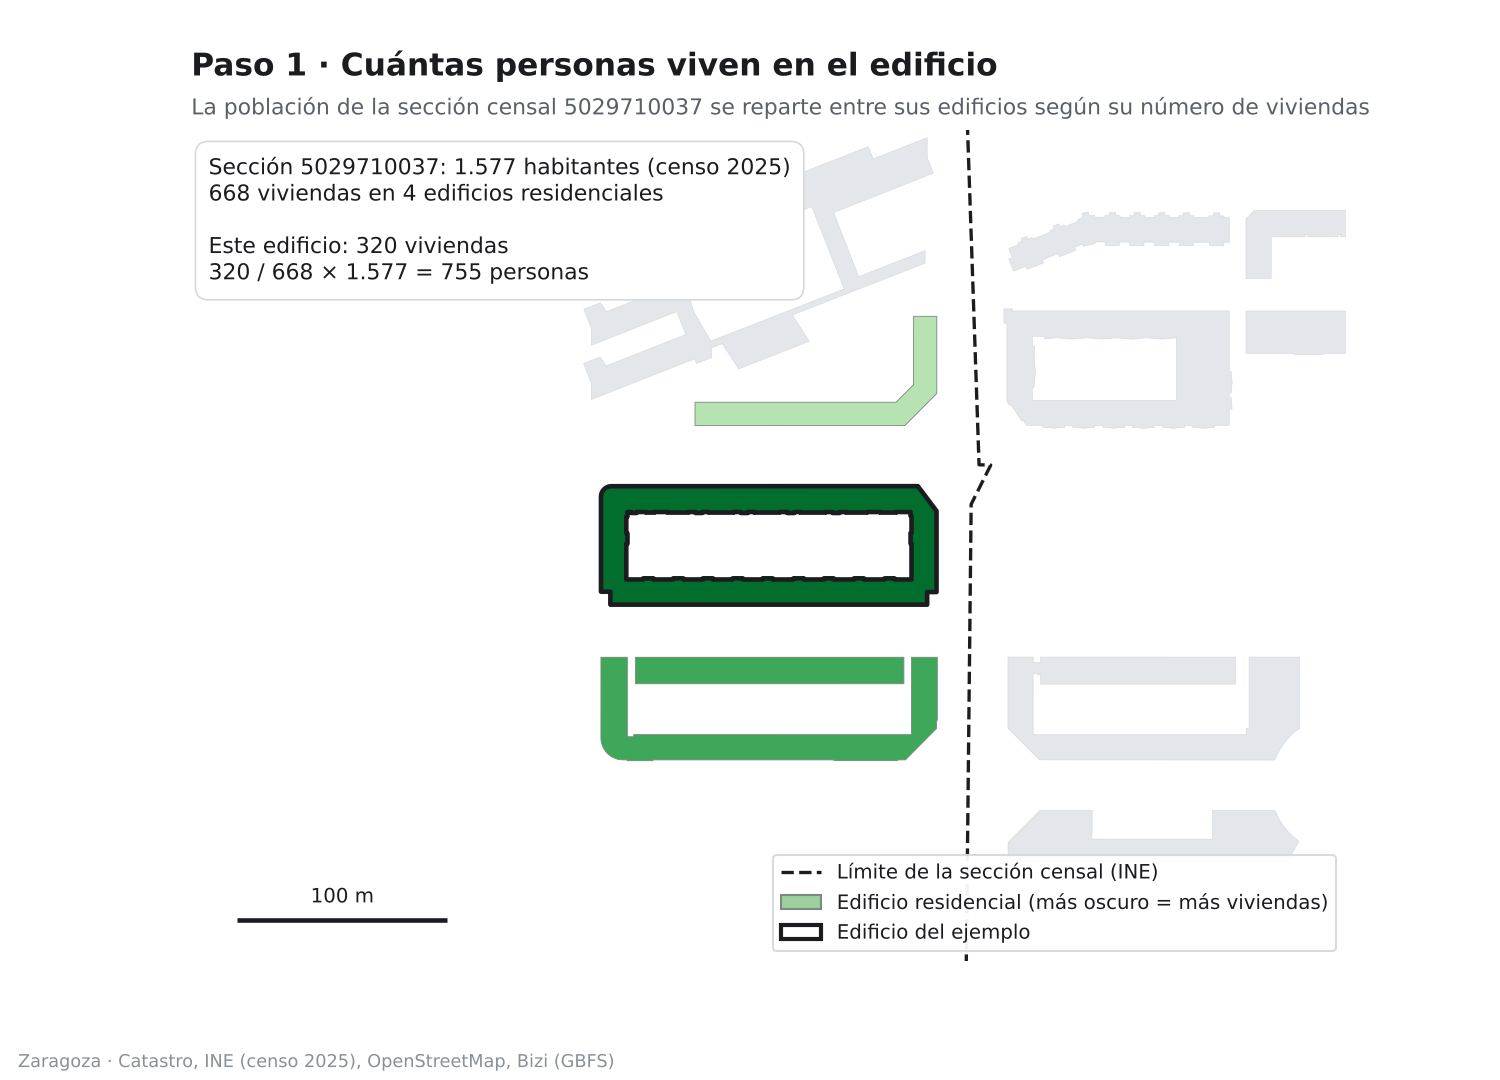 Paso 1 · Cuántas personas viven en el edificio
La población de la sección censal 5029710037 se reparte entre sus edificios según su número de viviendas
Sección 5029710037: 1.577 habitantes (censo 2025)
668 viviendas en 4 edificios residenciales
Este edificio: 320 viviendas
320 / 668 × 1.577 = 755 personas
100 m
Límite de la sección censal (INE)
Edificio residencial (más oscuro = más viviendas)
Edificio del ejemplo
Zaragoza · Catastro, INE (censo 2025), OpenStreetMap, Bizi (GBFS)